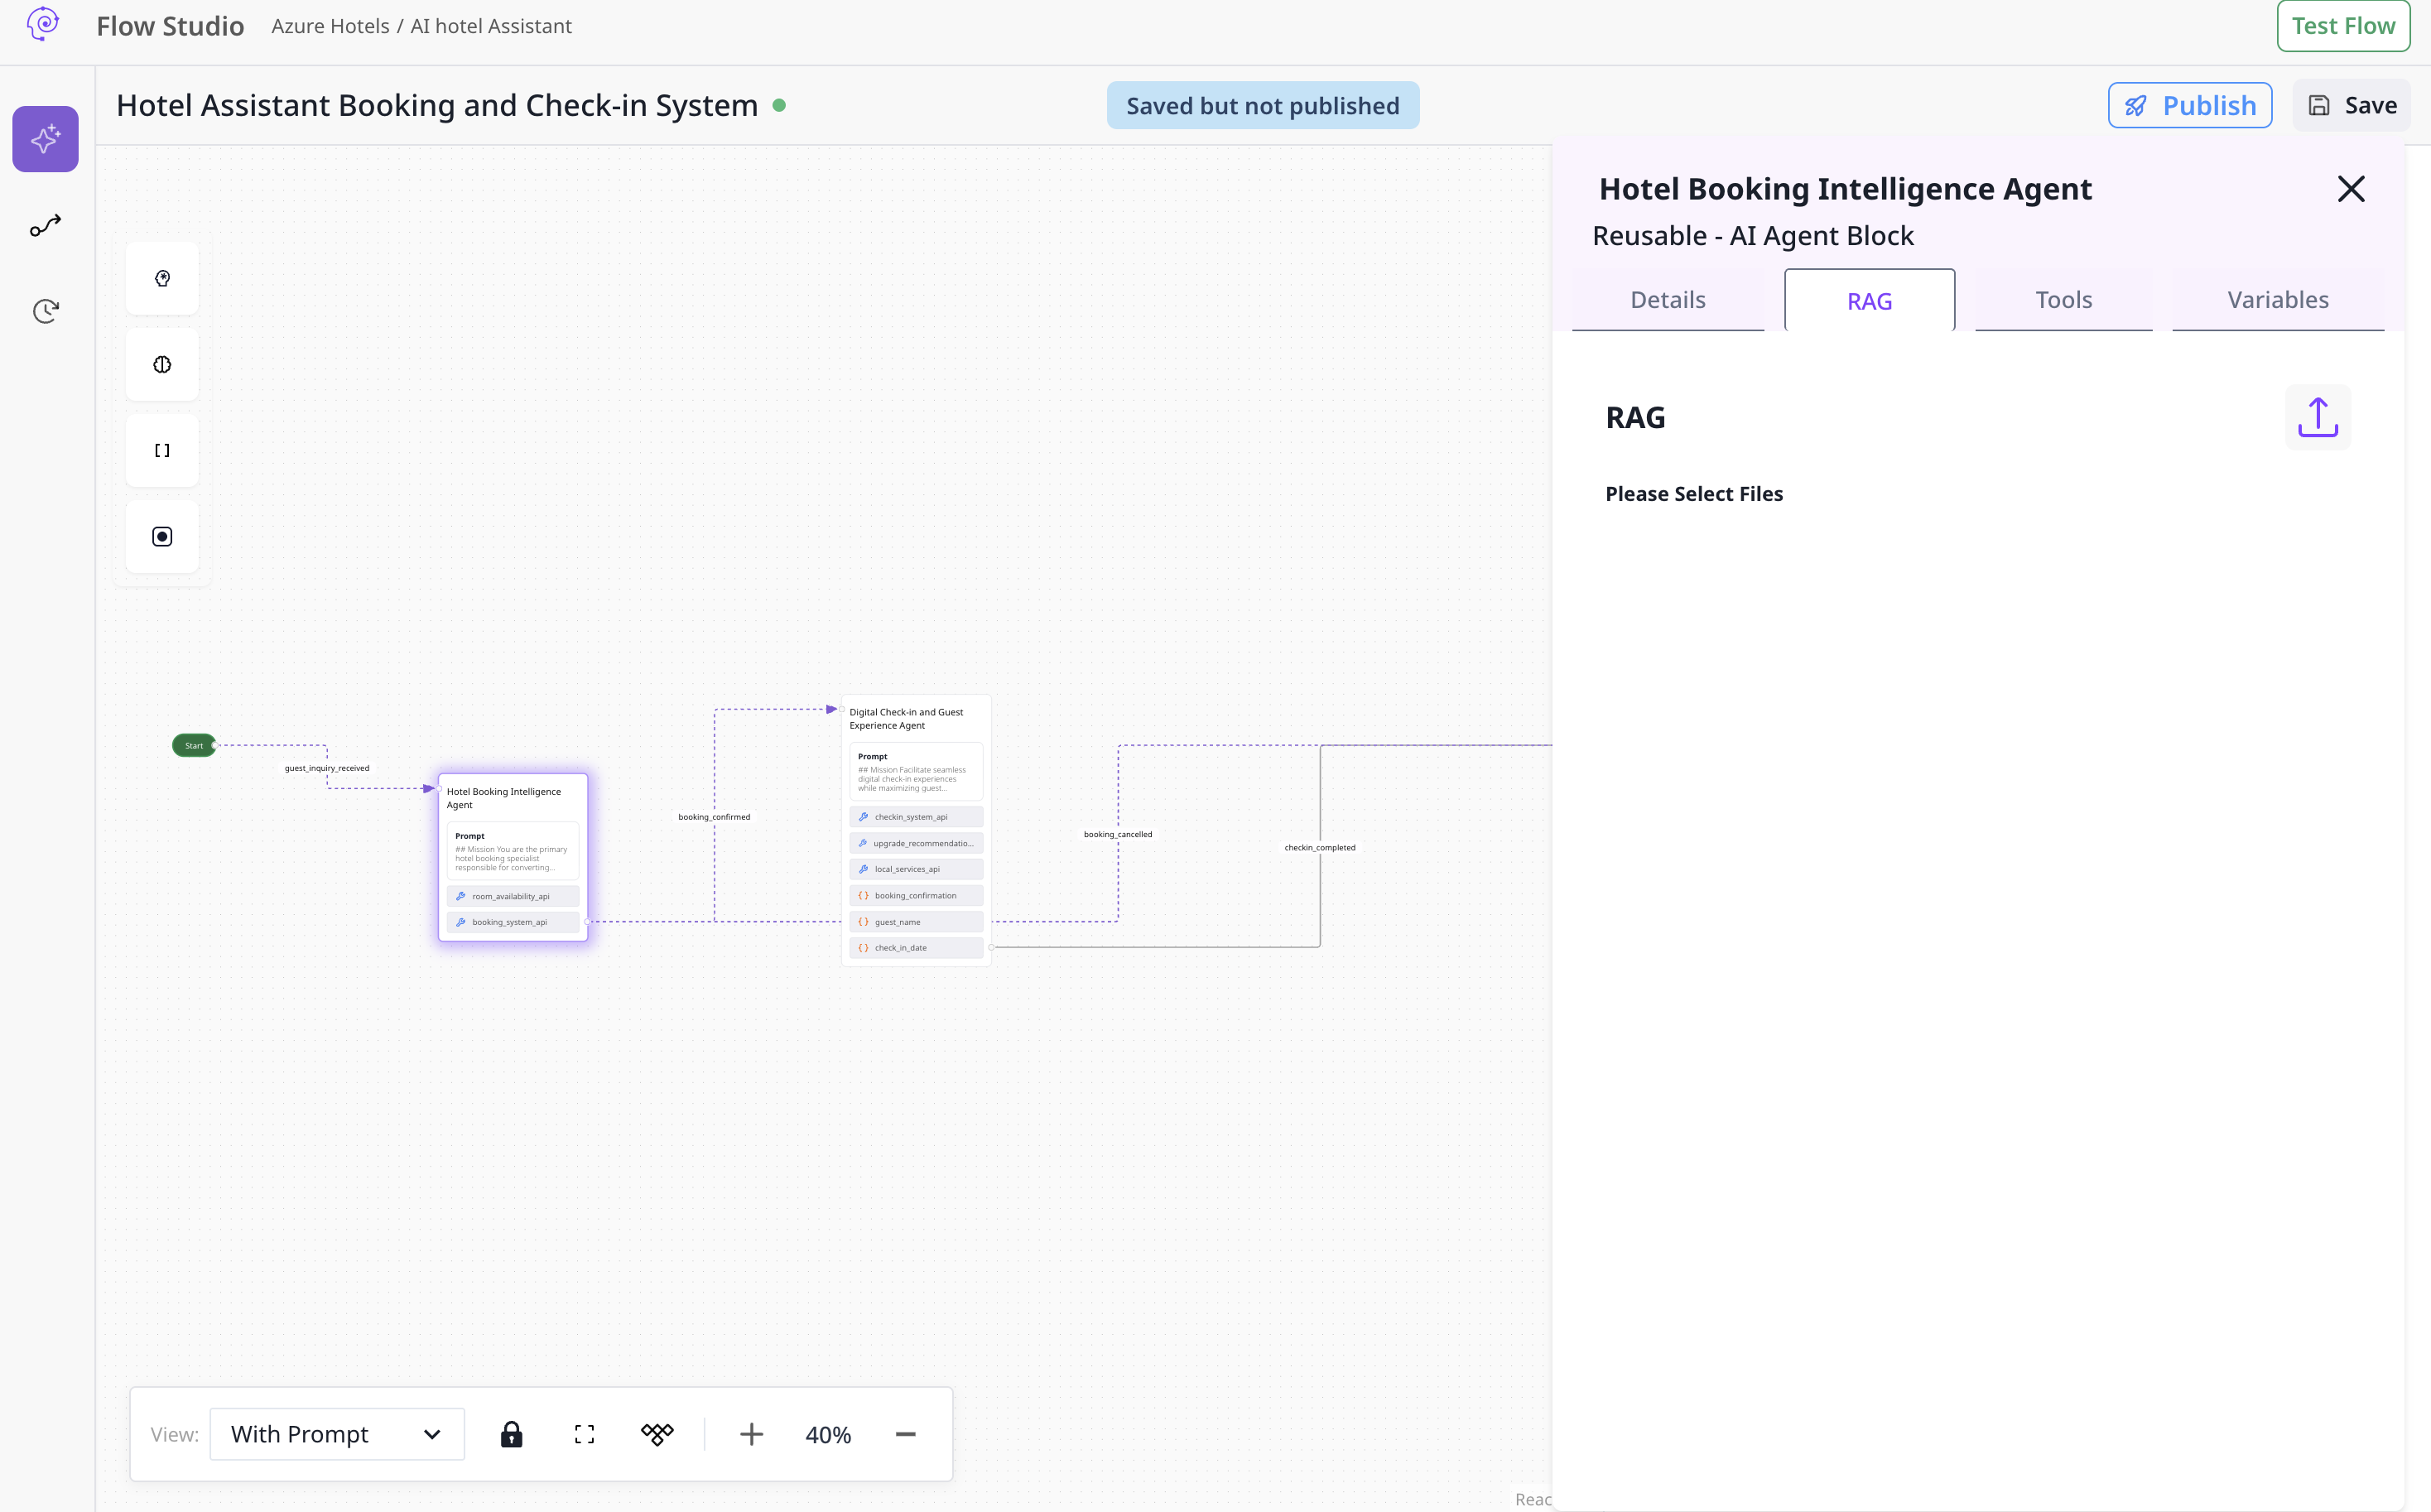 Flow Studio
Azure Hotels / AI hotel Assistant
Test Flow
Hotel Assistant Booking and Check-in System
Saved but not published
Publish
Save
Hotel Booking Intelligence Agent
Reusable - AI Agent Block
Details
RAG
Tools
Variables
RAG
Please Select Files
Start
guest_inquiry_received
Hotel Booking Intelligence
Agent
Prompt
## Mission You are the primary
hotel booking specialist
responsible for converting...
room_availability_api
booking_system_api
booking_confirmed
Digital Check-in and Guest
Experience Agent
Prompt
## Mission Facilitate seamless
digital check-in experiences
while maximizing guest...
checkin_system_api
upgrade_recommendatio...
local_services_api
booking_confirmation
guest_name
check_in_date
booking_cancelled
checkin_completed
View:
With Prompt
40%
Reac